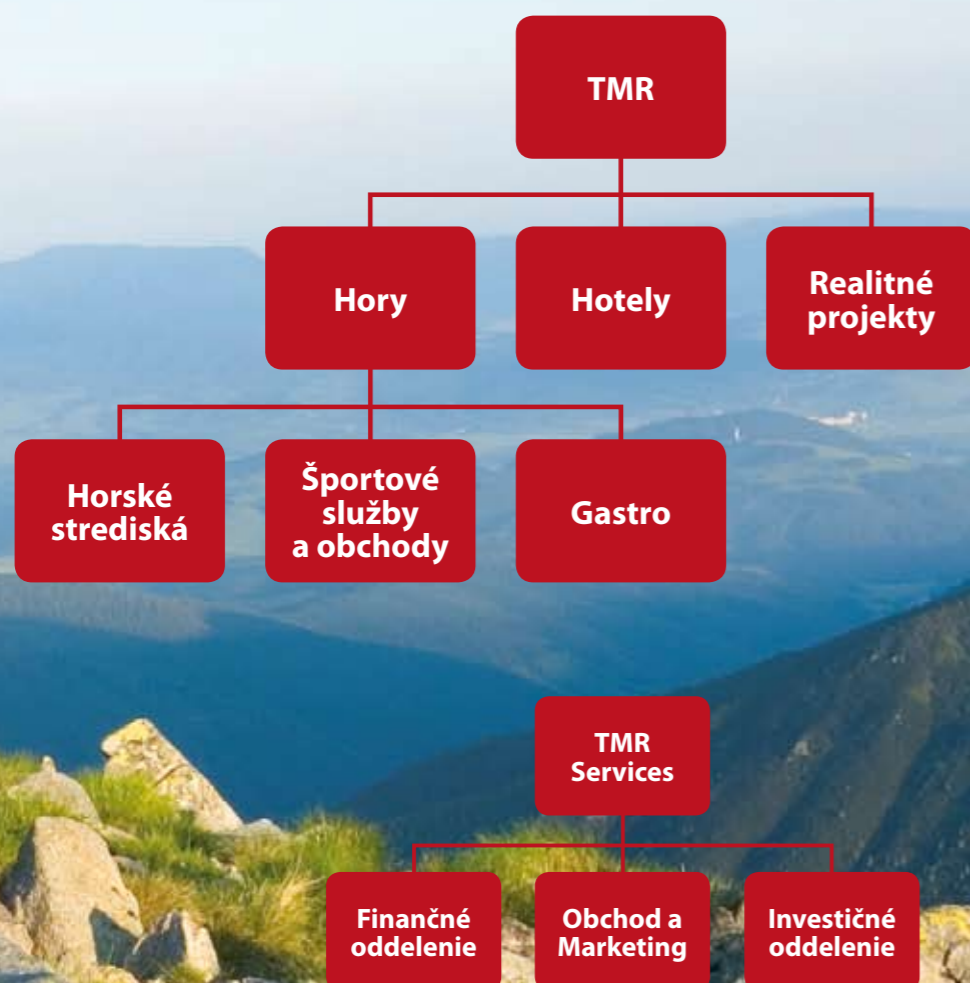 TMR
Hory
Hotely
Realitné
projekty
Horské
strediská
Športové
služby
a obchody
Gastro
TMR
Services
Finančné
oddelenie
Obchod a
Marketing
Investičné
oddelenie